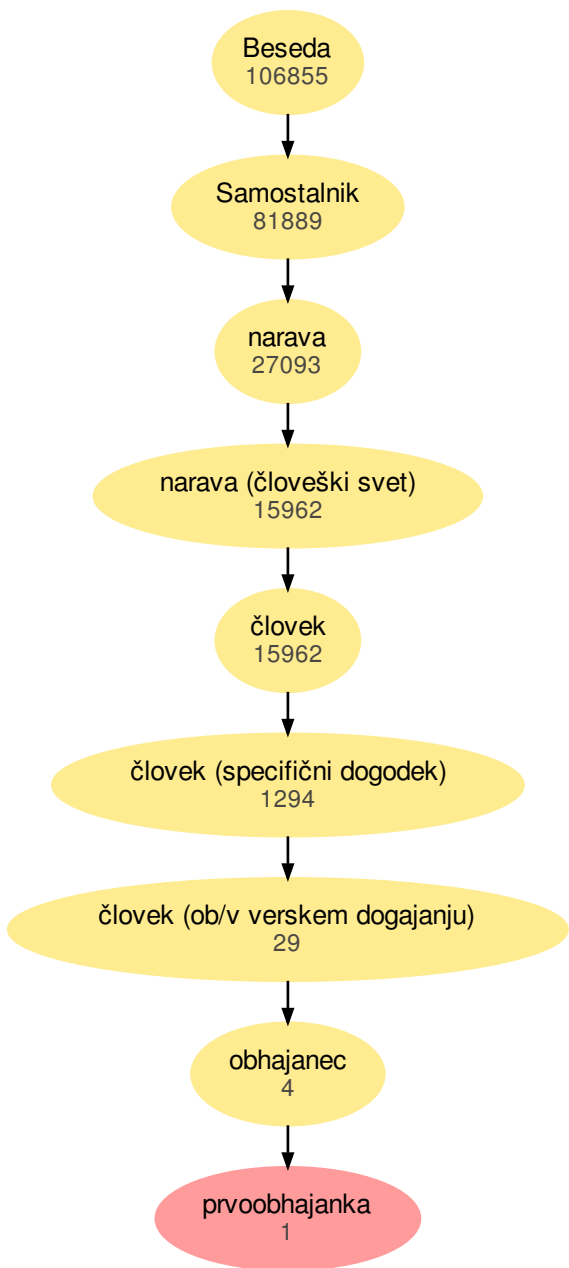 Beseda
106855
Samostalnik
81889
narava
27093
narava (človeški svet)
15962
človek
15962
človek (specifični dogodek)
1294
človek (ob/v verskem dogajanju)
29
obhajanec
4
prvoobhajanka
1